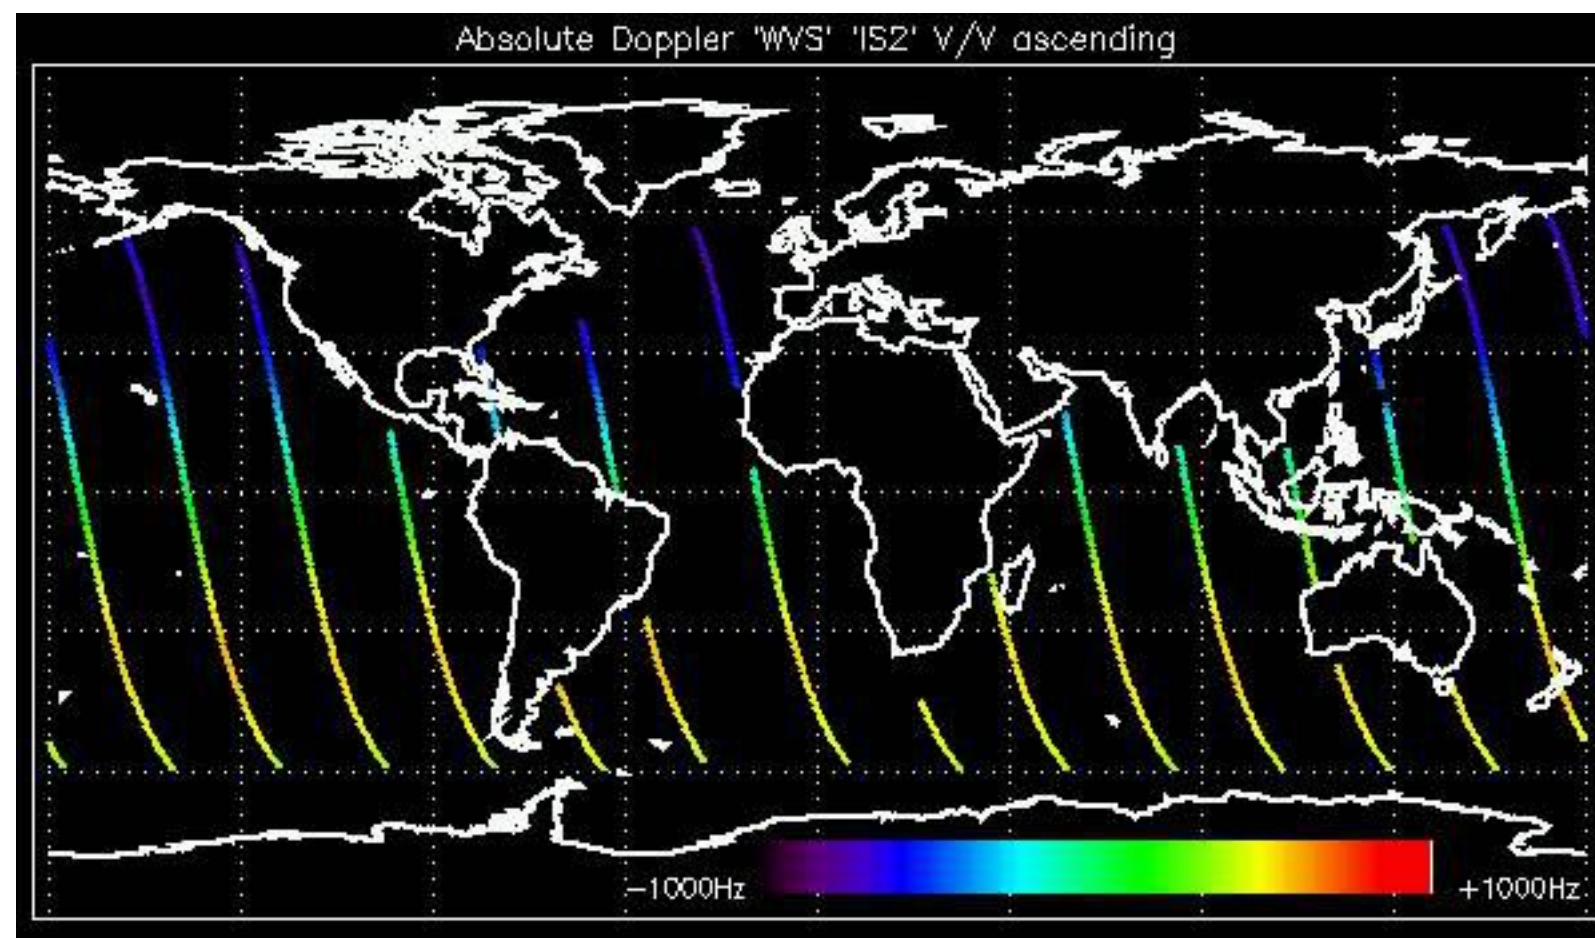 Absolute Doppler 'WVS' 'IS2' V/V ascending
-1000Hz
+1000Hz